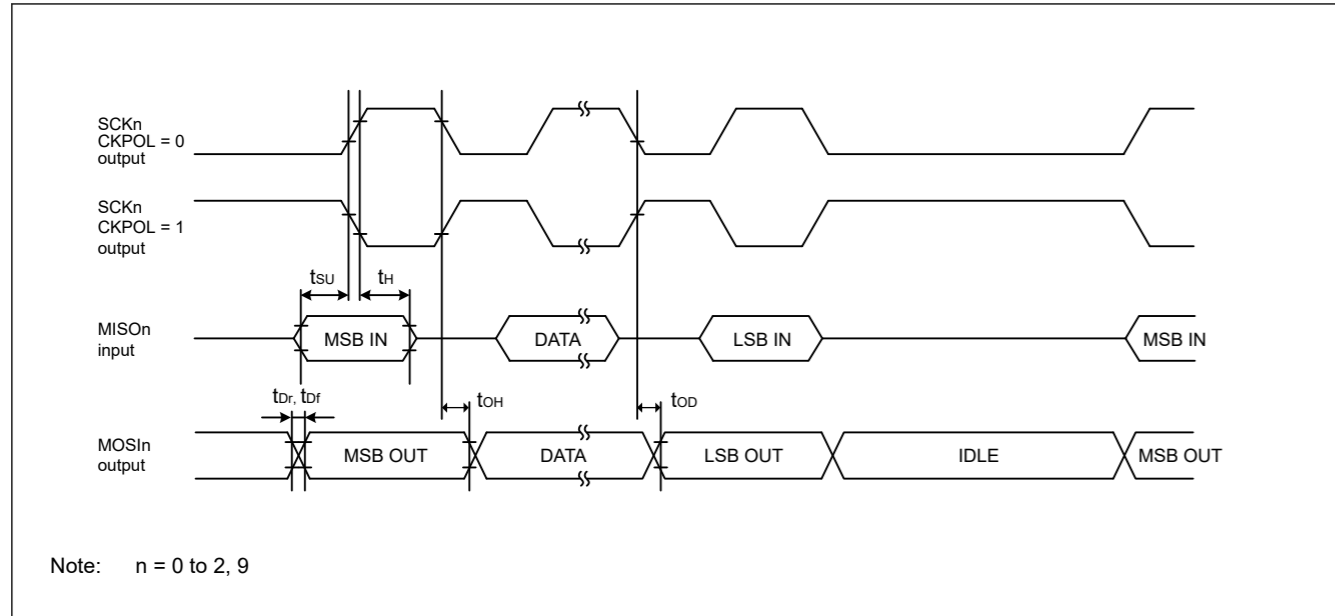 SCKn
CKPOL = 0
output
SCKn
CKPOL = 1
output
tSU
tH
MISOn
input
MSB IN
DATA
LSB IN
MSB IN
tDr, tDf
tOH
tOD
MOSIn
output
MSB OUT
DATA
LSB OUT
IDLE
MSB OUT
Note: n = 0 to 2, 9